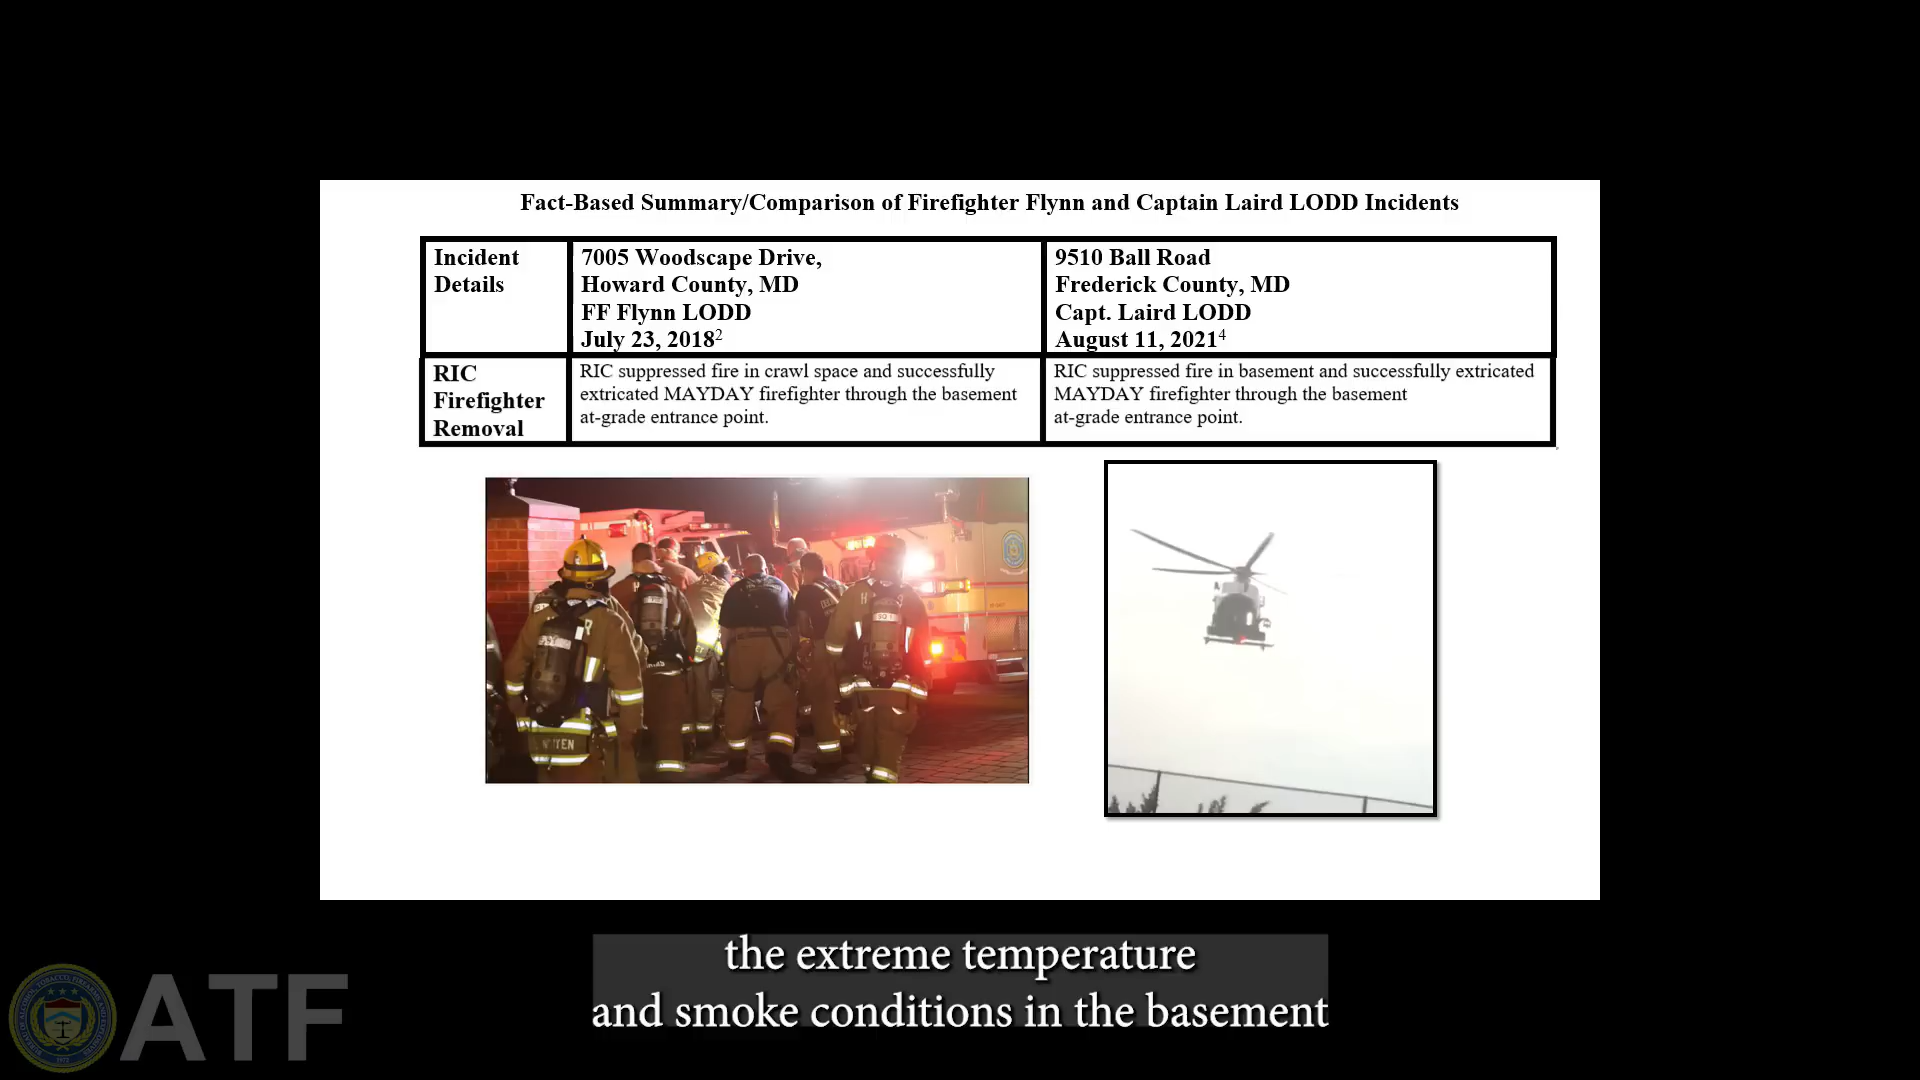 Fact-Based Summary/Comparison of Firefighter Flynn and Captain Laird LODD Incidents
Incident
Details
7005 Woodscape Drive,
Howard County, MD
FF Flynn LODD
July 23, 2018²
9510 Ball Road
Frederick County, MD
Capt. Laird LODD
August 11, 2021⁴
RIC
Firefighter
Removal
RIC suppressed fire in crawl space and successfully
extricated MAYDAY firefighter through the basement
at-grade entrance point.
RIC suppressed fire in basement and successfully extricated
MAYDAY firefighter through the basement
at-grade entrance point.
the extreme temperature
and smoke conditions in the basement
ATF